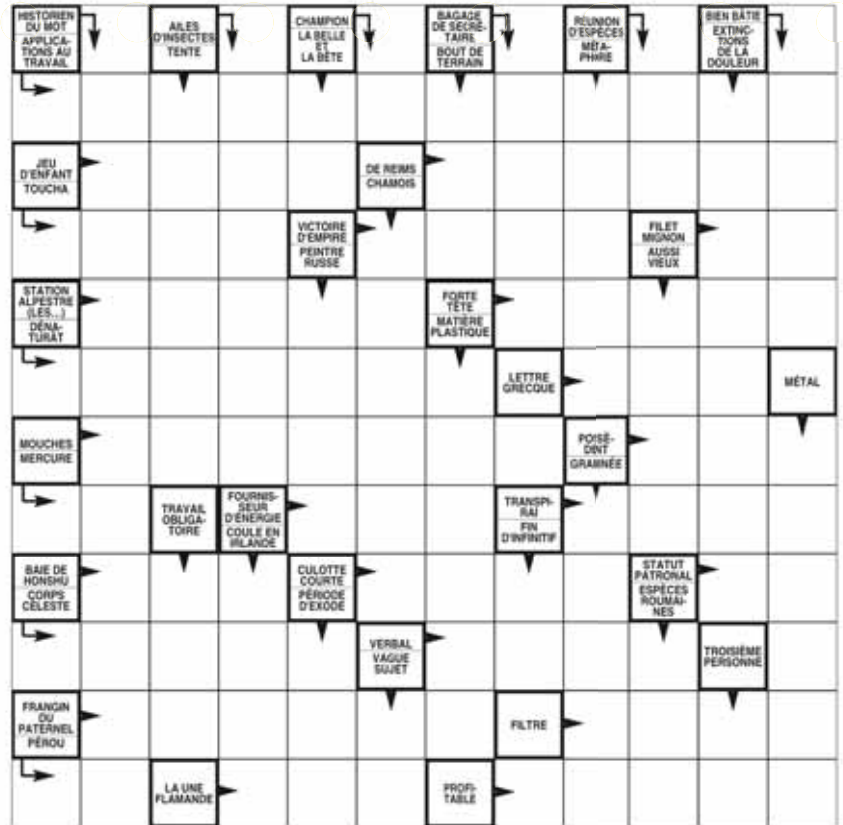 HISTORIEN
DU MOT
APPLICA-
TIONS AU
TRAVAIL
AILES
D'INSECTES
TENTE
CHAMPION
LA BELLE
ET
LA BÊTE
BAGAGE
DE SECRÉ-
TAIRE
BOUT DE
TERRAIN
RÉUNION
D'ESPÈCES
MÉTA-
PHORE
BIEN BÂTIE
EXTINC-
TIONS
DE LA
DOULEUR
JEU
D'ENFANT
TOUCHA
DE REIMS
CHAMOIS
VICTOIRE
D'EMPIRE
PEINTRE
RUSSE
FILET
MIGNON
AUSSI
VIEUX
STATION
ALPESTRE
(LES...)
DÉNA-
TURÂT
FORTE
TÊTE
MATIÈRE
PLASTIQUE
LETTRE
GRECQUE
MÉTAL
MOUCHES
MERCURE
POISÈ-
DINT
GRAMNÉE
TRAVAIL
OBLIGA-
TOIRE
FOURNIS-
SEUR
D'ÉNERGIE
COULE EN
IRLANDE
TRANSPI-
RAI
FIN
D'INFINITIF
BAIE DE
HONSHU
CORPS
CÉLESTE
CULOTTE
COURTE
PÉRIODE
D'EXODE
STATUT
PATRONAL
ESPÈCES
ROUMAI-
NES
VERBAL
VAGUE
SUJET
TROISIÈME
PERSONNE
FRANGIN
DU
PATERNEL
PÉROU
FILTRE
LA UNE
FLAMANDE
PROFI-
TABLE